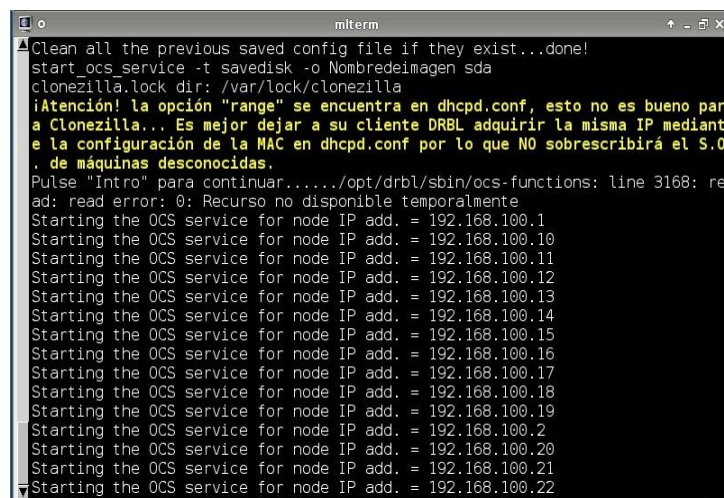 mlterm
Clean all the previous saved config file if they exist...done!
start_ocs_service -t savedisk -o Nombredeimagen sda
clonezilla.lock dir: /var/lock/clonezilla
¡Atención! la opción "range" se encuentra en dhcpd.conf, esto no es bueno par
a Clonezilla... Es mejor dejar a su cliente DRBL adquirir la misma IP mediant
e la configuración de la MAC en dhcpd.conf por lo que NO sobrescribirá el S.O
. de máquinas desconocidas.
Pulse "Intro" para continuar....../opt/drbl/sbin/ocs-functions: line 3168: re
ad: read error: 0: Recurso no disponible temporalmente
Starting the OCS service for node IP add. = 192.168.100.1
Starting the OCS service for node IP add. = 192.168.100.10
Starting the OCS service for node IP add. = 192.168.100.11
Starting the OCS service for node IP add. = 192.168.100.12
Starting the OCS service for node IP add. = 192.168.100.13
Starting the OCS service for node IP add. = 192.168.100.14
Starting the OCS service for node IP add. = 192.168.100.15
Starting the OCS service for node IP add. = 192.168.100.16
Starting the OCS service for node IP add. = 192.168.100.17
Starting the OCS service for node IP add. = 192.168.100.18
Starting the OCS service for node IP add. = 192.168.100.19
Starting the OCS service for node IP add. = 192.168.100.2
Starting the OCS service for node IP add. = 192.168.100.20
Starting the OCS service for node IP add. = 192.168.100.21
Starting the OCS service for node IP add. = 192.168.100.22